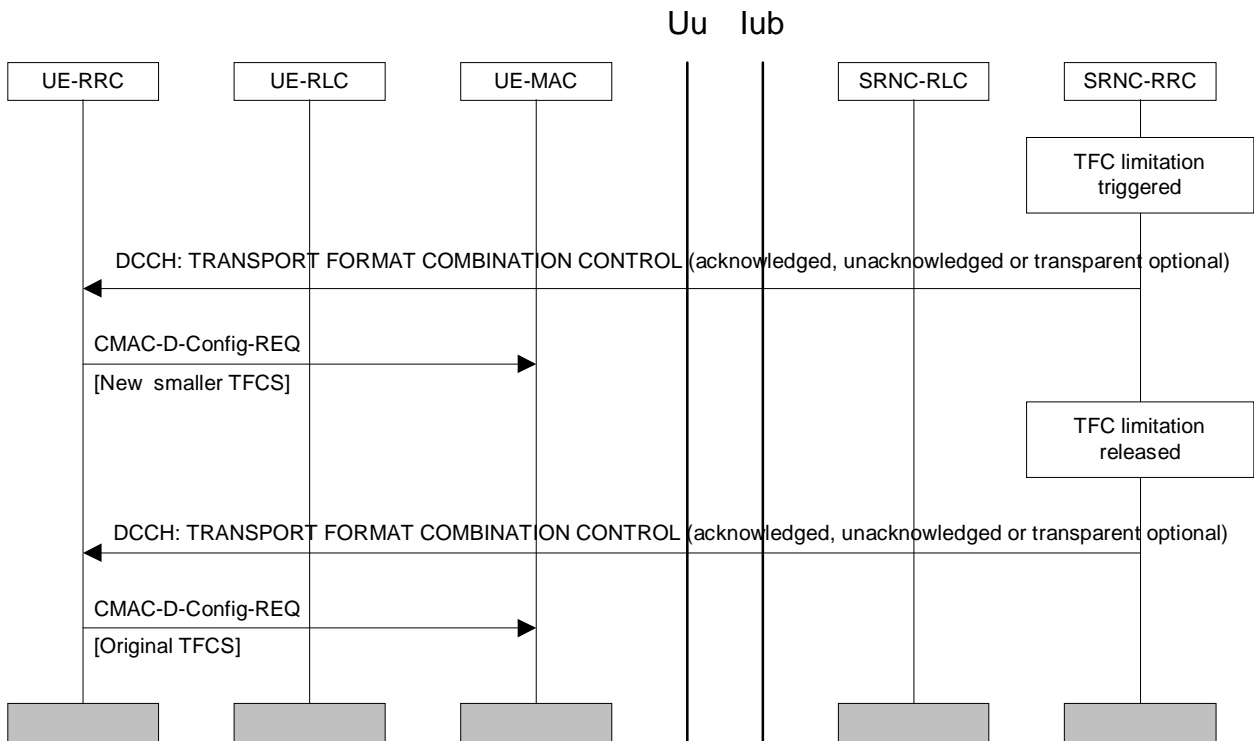 Uu Iub
UE-RRC UE-RLC UE-MAC SRNC-RLC SRNC-RRC
TFC limitation
triggered
DCCH: TRANSPORT FORMAT COMBINATION CONTROL (acknowledged, unacknowledged or transparent optional)
CMAC-D-Config-REQ
[New smaller TFCS]
TFC limitation
released
DCCH: TRANSPORT FORMAT COMBINATION CONTROL (acknowledged, unacknowledged or transparent optional)
CMAC-D-Config-REQ
[Original TFCS]